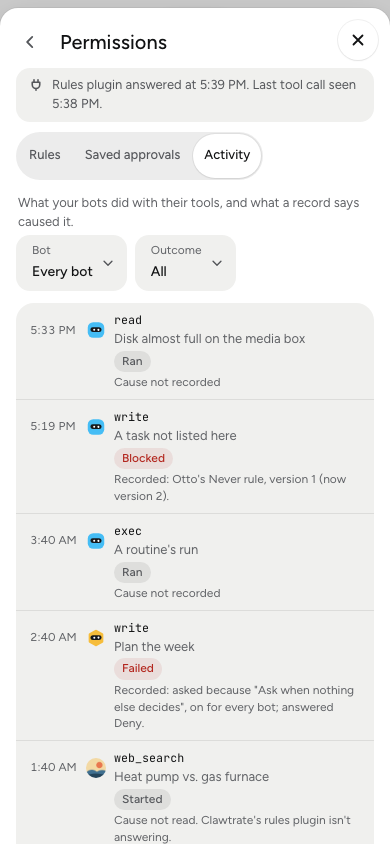 Permissions
Rules plugin answered at 5:39 PM. Last tool call seen
5:38 PM.
Rules
Saved approvals
Activity
What your bots did with their tools, and what a record says
caused it.
Bot
Every bot
Outcome
All
5:33 PM
read
Disk almost full on the media box
Ran
Cause not recorded
5:19 PM
write
A task not listed here
Blocked
Recorded: Otto's Never rule, version 1 (now
version 2).
3:40 AM
exec
A routine's run
Ran
Cause not recorded
2:40 AM
write
Plan the week
Failed
Recorded: asked because "Ask when nothing
else decides", on for every bot; answered
Deny.
1:40 AM
web_search
Heat pump vs. gas furnace
Started
Cause not read. Clawtrate's rules plugin isn't
answering.